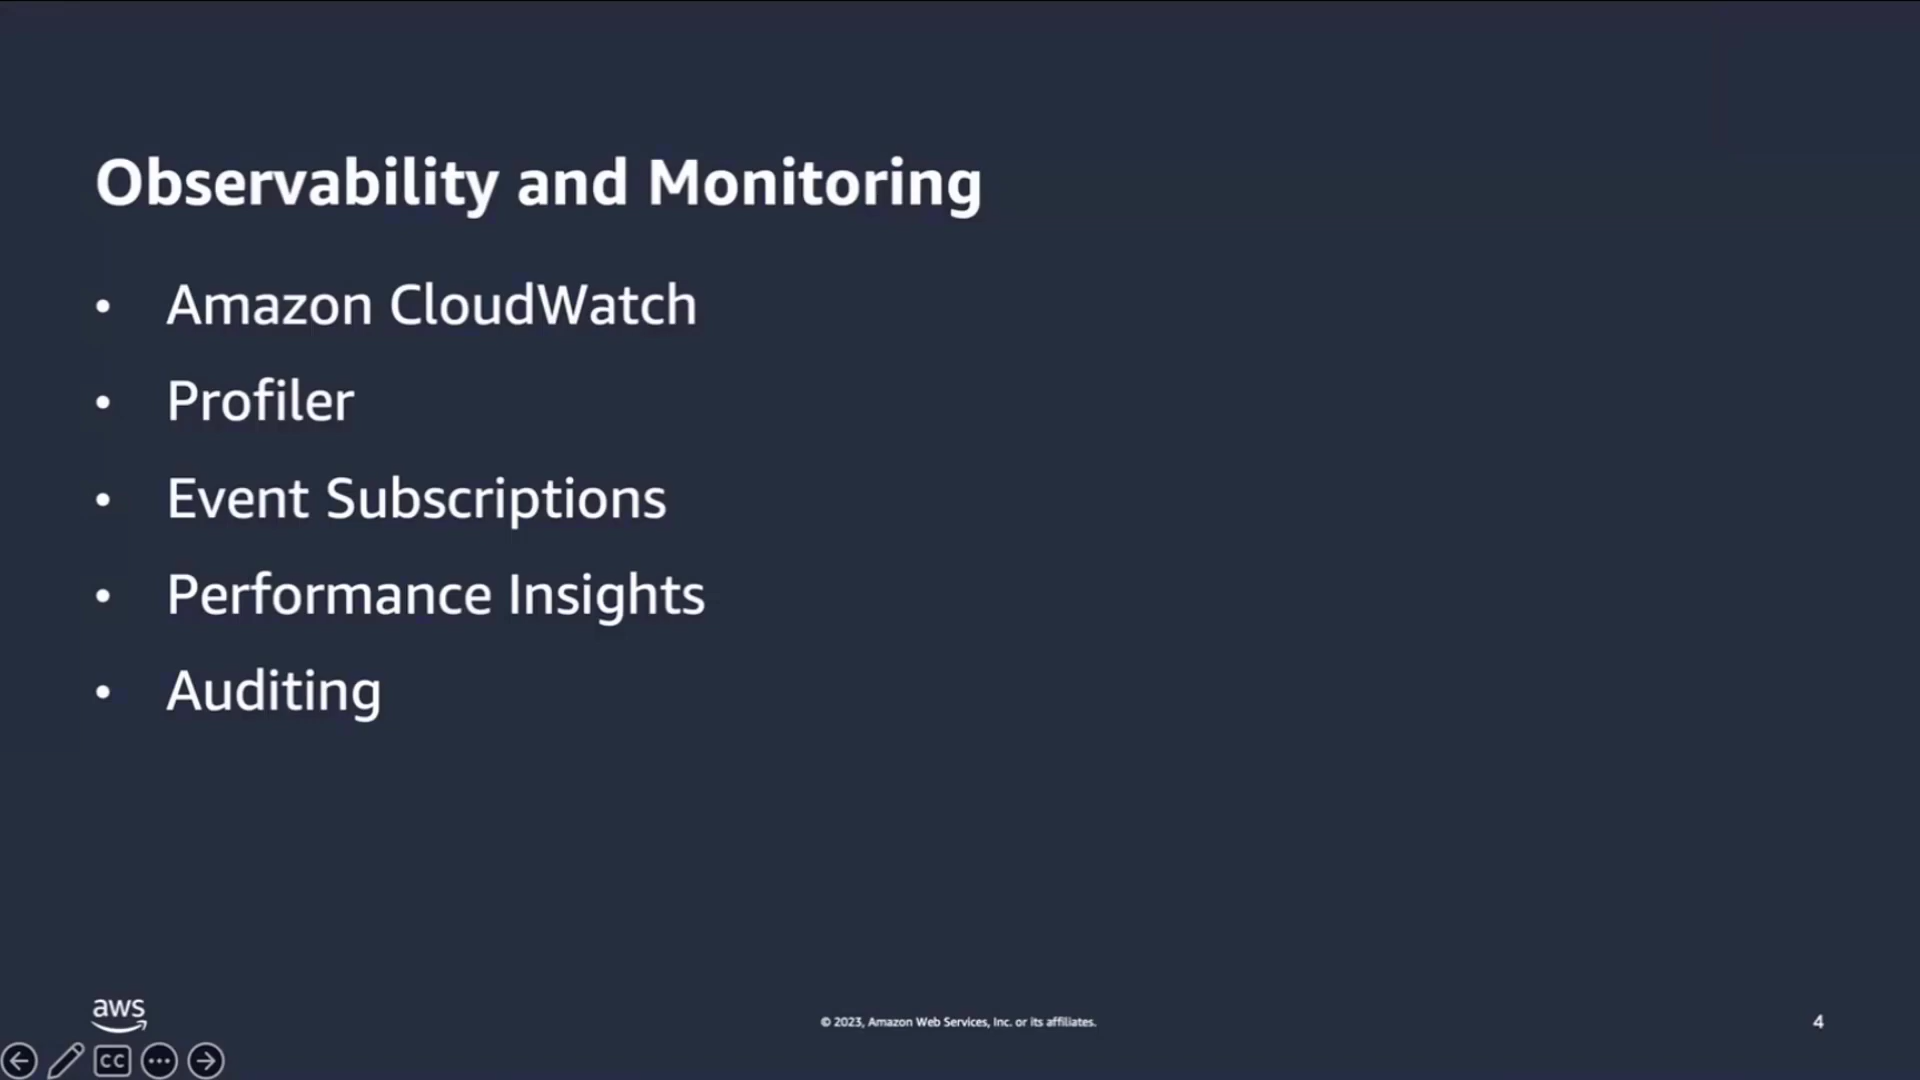 Observability and Monitoring
• Amazon CloudWatch
• Profiler
• Event Subscriptions
• Performance Insights
• Auditing
aws
© 2023, Amazon Web Services, Inc. or its affiliates.
4
CC